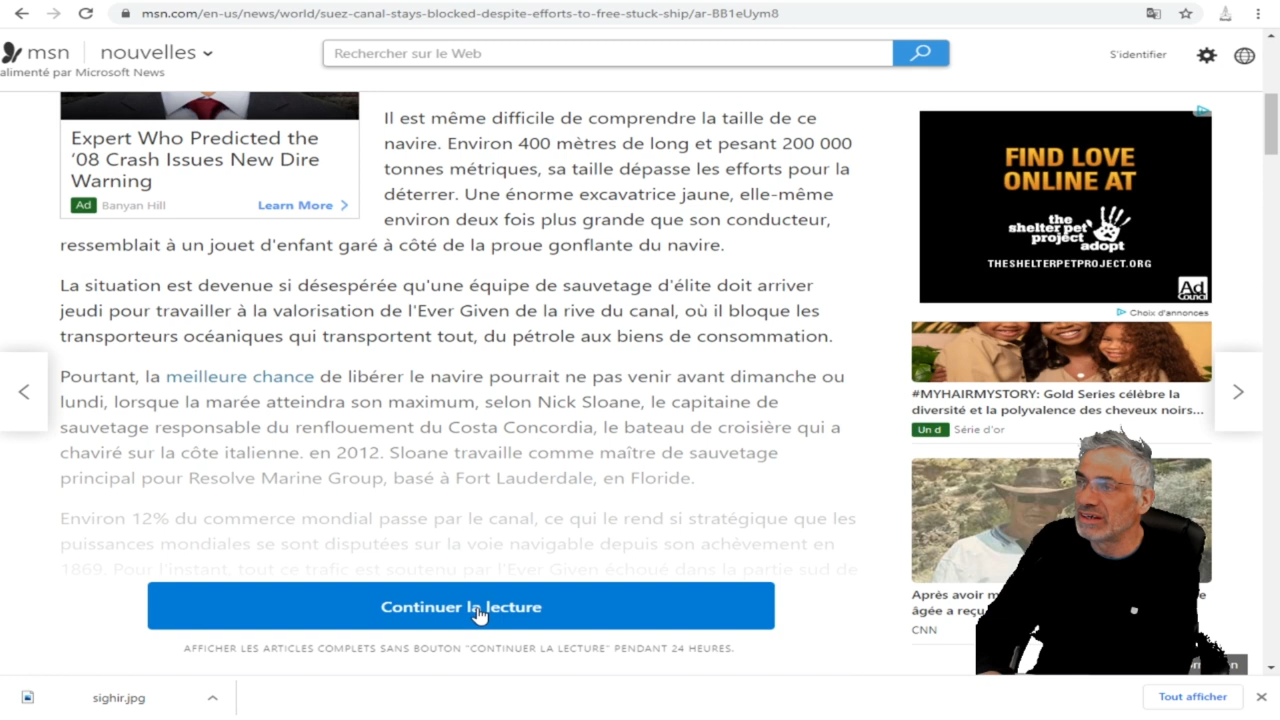 msn.com/en-us/news/world/suez-canal-stays-blocked-despite-efforts-to-free-stuck-ship/ar-BB1eUym8
msn nouvelles
alimenté par Microsoft News
Rechercher sur le Web
S'identifier
Expert Who Predicted the
'08 Crash Issues New Dire
Warning
Ad Banyan Hill Learn More
Il est même difficile de comprendre la taille de ce
navire. Environ 400 mètres de long et pesant 200 000
tonnes métriques, sa taille dépasse les efforts pour la
déterrer. Une énorme excavatrice jaune, elle-même
environ deux fois plus grande que son conducteur,
ressemblait à un jouet d'enfant garé à côté de la proue gonflante du navire.
La situation est devenue si désespérée qu'une équipe de sauvetage d'élite doit arriver
jeudi pour travailler à la valorisation de l'Ever Given de la rive du canal, où il bloque les
transporteurs océaniques qui transportent tout, du pétrole aux biens de consommation.
Pourtant, la meilleure chance de libérer le navire pourrait ne pas venir avant dimanche ou
lundi, lorsque la marée atteindra son maximum, selon Nick Sloane, le capitaine de
sauvetage responsable du renflouement du Costa Concordia, le bateau de croisière qui a
chaviré sur la côte italienne. en 2012. Sloane travaille comme maître de sauvetage
principal pour Resolve Marine Group, basé à Fort Lauderdale, en Floride.
Environ 12% du commerce mondial passe par le canal, ce qui le rend si stratégique que les
puissances mondiales se sont disputées sur la voie navigable depuis son achèvement en
1869. Pour l'instant, tout ce trafic est soutenu par l'Ever Given échoué dans la partie sud de
Continuer la lecture
AFFICHER LES ARTICLES COMPLETS SANS BOUTON "CONTINUER LA LECTURE" PENDANT 24 HEURES.
FIND LOVE
ONLINE AT
the
shelter pet
project
adopt
THESHELTERPETPROJECT.ORG
Ad
Council
Choix d'annonces
#MYHAIRMYSTORY: Gold Series célèbre la
diversité et la polyvalence des cheveux noirs...
Un d Série d'or
Après avoir
âgée a reçu
CNN
sighir.jpg
Tout afficher